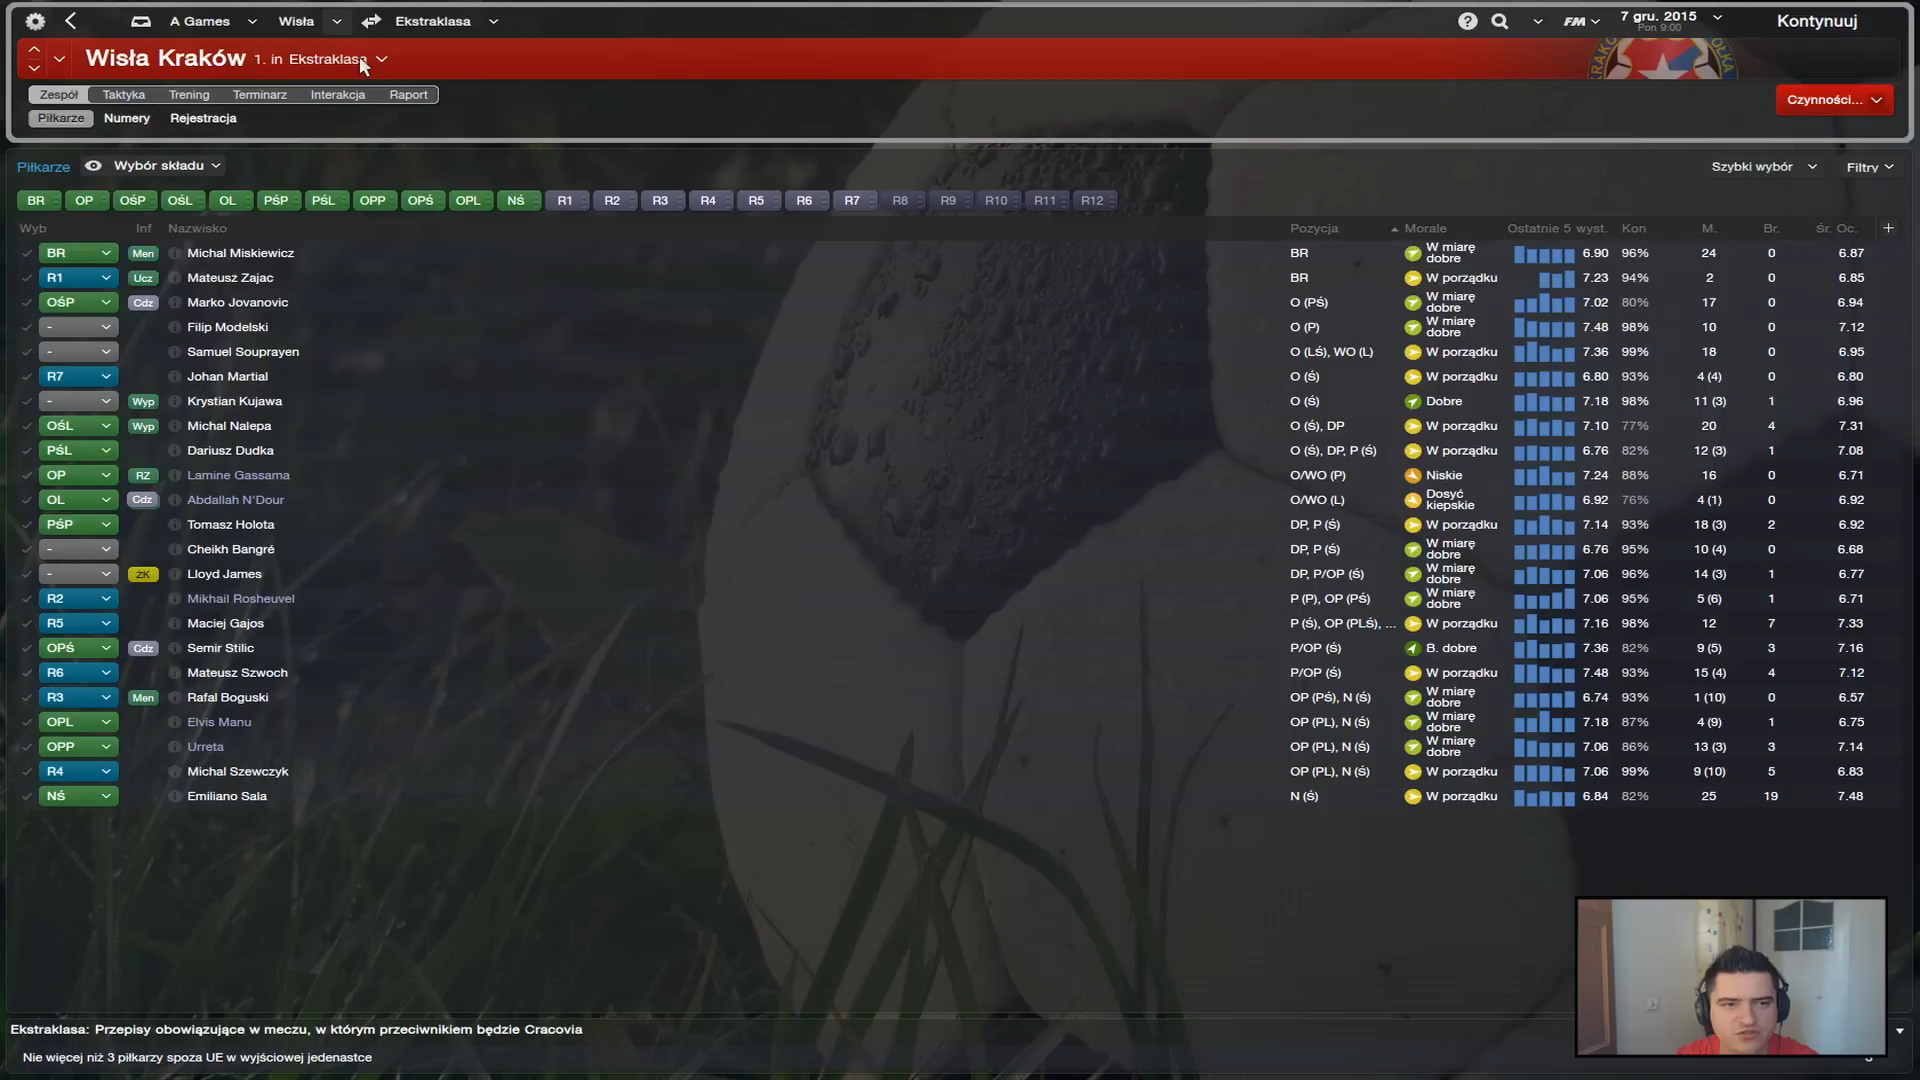 A Games Wisła Ekstraklasa FM 7 gru. 2015 Kontynuuj
Pon 9:00
Wisła Kraków 1. in Ekstraklasa
Zespół Taktyka Trening Terminarz Interakcja Raport Czynności...
Piłkarze Numery Rejestracja
Piłkarze Wybór składu Szybki wybór Filtry
BR OP OŚP OŚL OL PŚP PŚL OPP OPŚ OPL NŚ R1 R2 R3 R4 R5 R6 R7 R8 R9 R10 R11 R12
Wyb Inf Nazwisko Pozycja Morale Ostatnie 5 wyst. Kon M. Br. Śr. Oc.
BR Men Michal Miskiewicz BR W miarę dobre 6.90 96% 24 0 6.87
R1 Ucz Mateusz Zajac BR W porządku 7.23 94% 2 0 6.85
OŚP Cdz Marko Jovanovic O (PŚ) W miarę dobre 7.02 80% 17 0 6.94
- Filip Modelski O (P) W miarę dobre 7.48 98% 10 0 7.12
- Samuel Souprayen O (LŚ), WO (L) W porządku 7.36 99% 18 0 6.95
R7 Johan Martial O (Ś) W porządku 6.80 93% 4 (4) 0 6.80
- Wyp Krystian Kujawa O (Ś) Dobre 7.18 98% 11 (3) 1 6.96
OŚL Wyp Michal Nalepa O (Ś), DP W porządku 7.10 77% 20 4 7.31
PŚL Dariusz Dudka O (Ś), DP, P (Ś) W porządku 6.76 82% 12 (3) 1 7.08
OP RZ Lamine Gassama O/WO (P) Niskie 7.24 88% 16 0 6.71
OL Cdz Abdallah N'Dour O/WO (L) Dosyć kiepskie 6.92 76% 4 (1) 0 6.92
PŚP Tomasz Holota DP, P (Ś) W porządku 7.14 93% 18 (3) 2 6.92
- Cheikh Bangré DP, P (Ś) W miarę dobre 6.76 95% 10 (4) 0 6.68
- ŻK Lloyd James DP, P/OP (Ś) W miarę dobre 7.06 96% 14 (3) 1 6.77
R2 Mikhail Rosheuvel P (P), OP (PŚ) W miarę dobre 7.06 95% 5 (6) 1 6.71
R5 Maciej Gajos P (Ś), OP (PLŚ), ... W porządku 7.16 98% 12 7 7.33
OPŚ Cdz Semir Stilic P/OP (Ś) B. dobre 7.36 82% 9 (5) 3 7.16
R6 Mateusz Szwoch P/OP (Ś) W porządku 7.48 93% 15 (4) 4 7.12
R3 Men Rafal Boguski OP (PŚ), N (Ś) W miarę dobre 6.74 93% 1 (10) 0 6.57
OPL Elvis Manu OP (PL), N (Ś) W miarę dobre 7.18 87% 4 (9) 1 6.75
OPP Urreta OP (PL), N (Ś) W miarę dobre 7.06 86% 13 (3) 3 7.14
R4 Michal Szewczyk OP (PL), N (Ś) W porządku 7.06 99% 9 (10) 5 6.83
NŚ Emiliano Sala N (Ś) W porządku 6.84 82% 25 19 7.48
Ekstraklasa: Przepisy obowiązujące w meczu, w którym przeciwnikiem będzie Cracovia
Nie więcej niż 3 piłkarzy spoza UE w wyjściowej jedenastce